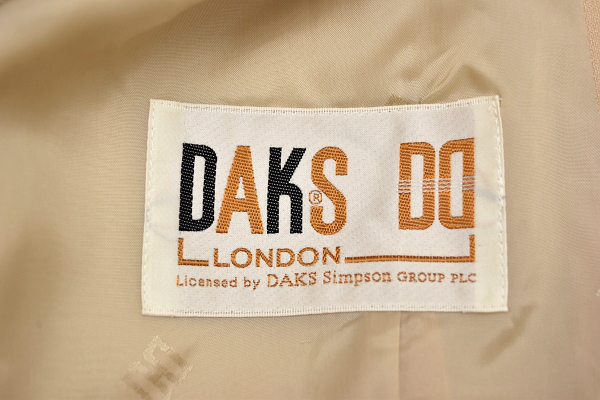 DAKS® DD
LONDON
Licensed by DAKS Simpson GROUP PLC